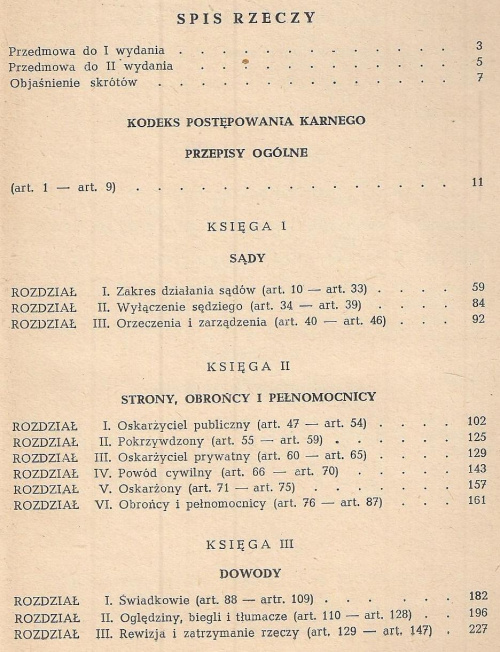 SPIS RZECZY
Przedmowa do I wydania . . . . . . . . . . . . . 3
Przedmowa do II wydania . . . . . . . . . . . . 5
Objaśnienie skrótów . . . . . . . . . . . . . . 7
KODEKS POSTĘPOWANIA KARNEGO
PRZEPISY OGÓLNE
(art. 1 — art. 9) . . . . . . . . . . . . . . . 11
KSIĘGA I
SĄDY
ROZDZIAŁ I. Zakres działania sądów (art. 10 — art. 33) . . . . 59
ROZDZIAŁ II. Wyłączenie sędziego (art. 34 — art. 39) . . . . 84
ROZDZIAŁ III. Orzeczenia i zarządzenia (art. 40 — art. 46) . . . 92
KSIĘGA II
STRONY, OBROŃCY I PEŁNOMOCNICY
ROZDZIAŁ I. Oskarżyciel publiczny (art. 47 — art. 54) . . . . 102
ROZDZIAŁ II. Pokrzywdzony (art. 55 — art. 59) . . . . . . 125
ROZDZIAŁ III. Oskarżyciel prywatny (art. 60 — art. 65) . . . . 129
ROZDZIAŁ IV. Powód cywilny (art. 66 — art. 70) . . . . . 143
ROZDZIAŁ V. Oskarżony (art. 71 — art. 75) . . . . . . . 157
ROZDZIAŁ VI. Obrońcy i pełnomocnicy (art. 76 — art. 87) . . . 161
KSIĘGA III
DOWODY
ROZDZIAŁ I. Świadkowie (art. 88 — artr. 109) . . . . . . 182
ROZDZIAŁ II. Oględziny, biegli i tłumacze (art. 110 — art. 128) . . 196
ROZDZIAŁ III. Rewizja i zatrzymanie rzeczy (art. 129 — art. 147) . 227